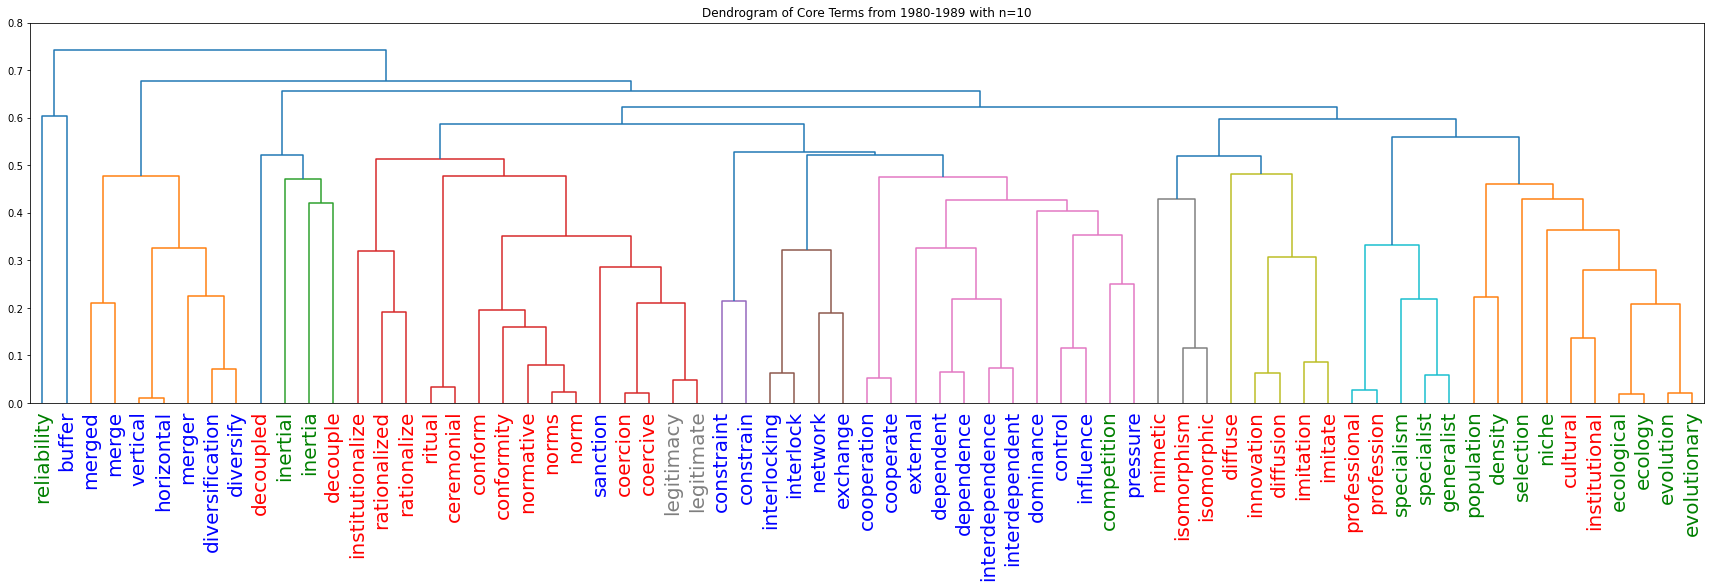 Dendrogram of Core Terms from 1980-1989 with n=10
0.8
0.7
0.6
0.5
0.4
0.3
0.2
0.1
0.0
reliability
buffer
merged
merge
vertical
horizontal
merger
diversification
diversify
decoupled
inertial
inertia
decouple
institutionalize
rationalized
rationalize
ritual
ceremonial
conform
conformity
normative
norms
norm
sanction
coercion
coercive
legitimacy
legitimate
constraint
constrain
interlocking
interlock
network
exchange
cooperation
cooperate
external
dependent
dependence
interdependence
interdependent
dominance
control
influence
competition
pressure
mimetic
isomorphism
isomorphic
diffuse
innovation
diffusion
imitation
imitate
professional
profession
specialism
specialist
generalist
population
density
selection
niche
cultural
institutional
ecological
ecology
evolution
evolutionary